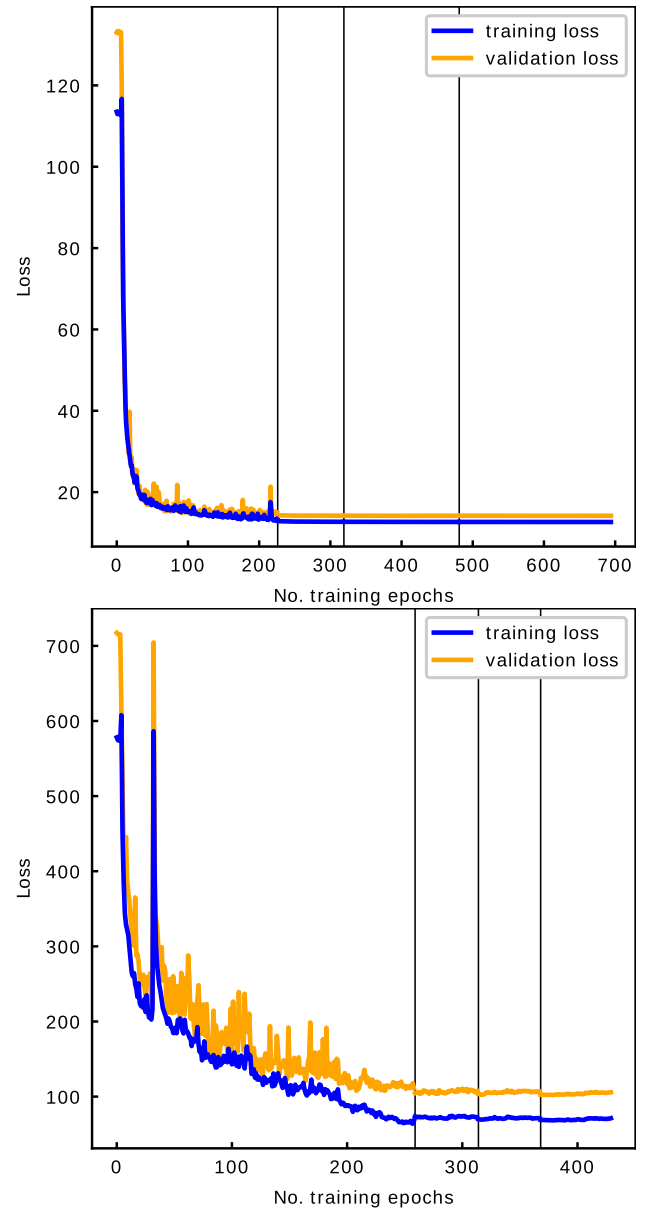 training loss
validation loss
120
100
80
60
40
20
Loss
0 100 200 300 400 500 600 700
No. training epochs
training loss
validation loss
700
600
500
400
300
200
100
Loss
0 100 200 300 400
No. training epochs